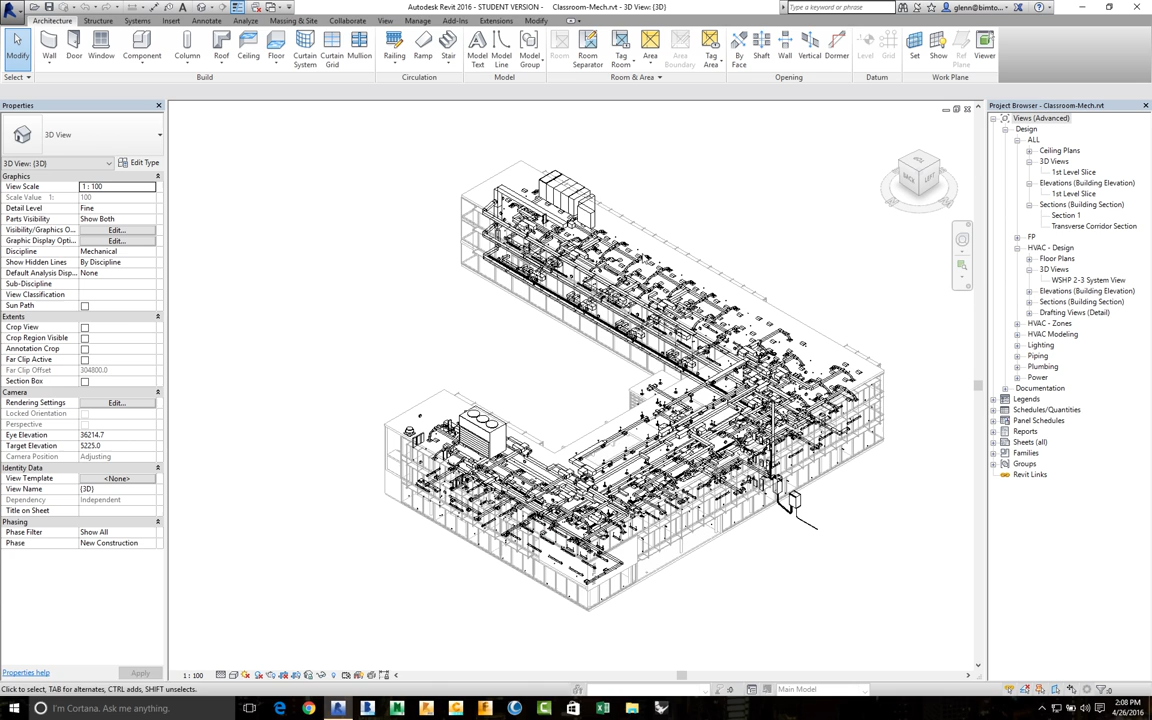 Autodesk Revit 2016 - STUDENT VERSION - Classroom-Mech.rvt - 3D View: {3D}
Type a keyword or phrase
glenn@bimto...
Architecture Structure Systems Insert Annotate Analyze Massing & Site Collaborate View Manage Add-Ins Extensions Modify
Modify Wall Door Window Component Column Roof Ceiling Floor Curtain System Curtain Grid Mullion Railing Ramp Stair Model Text Model Line Model Group Room Room Separator Tag Room Area Area Boundary Tag Area By Face Shaft Wall Vertical Dormer Level Grid Set Show Ref Plane Viewer
Select Build Circulation Model Room & Area Opening Datum Work Plane
Properties
3D View
3D View: {3D} Edit Type
Graphics
View Scale 1 : 100
Scale Value 1: 100
Detail Level Fine
Parts Visibility Show Both
Visibility/Graphics O... Edit...
Graphic Display Opti... Edit...
Discipline Mechanical
Show Hidden Lines By Discipline
Default Analysis Disp... None
Sub-Discipline
View Classification
Sun Path
Extents
Crop View
Crop Region Visible
Annotation Crop
Far Clip Active
Far Clip Offset 304800.0
Section Box
Camera
Rendering Settings Edit...
Locked Orientation
Perspective
Eye Elevation 36214.7
Target Elevation 5225.0
Camera Position Adjusting
Identity Data
View Template <None>
View Name {3D}
Dependency Independent
Title on Sheet
Phasing
Phase Filter Show All
Phase New Construction
Properties help Apply
BACK LEFT
Project Browser - Classroom-Mech.rvt
Views (Advanced)
Design
ALL
Ceiling Plans
3D Views
1st Level Slice
Elevations (Building Elevation)
1st Level Slice
Sections (Building Section)
Section 1
Transverse Corridor Section
FP
HVAC - Design
Floor Plans
3D Views
WSHP 2-3 System View
Elevations (Building Elevation)
Sections (Building Section)
Drafting Views (Detail)
HVAC - Zones
HVAC Modeling
Lighting
Piping
Plumbing
Power
Documentation
Legends
Schedules/Quantities
Panel Schedules
Reports
Sheets (all)
Families
Groups
Revit Links
1 : 100
Click to select, TAB for alternates, CTRL adds, SHIFT unselects.
:0
Main Model
:0
I'm Cortana. Ask me anything.
2:08 PM
4/26/2016